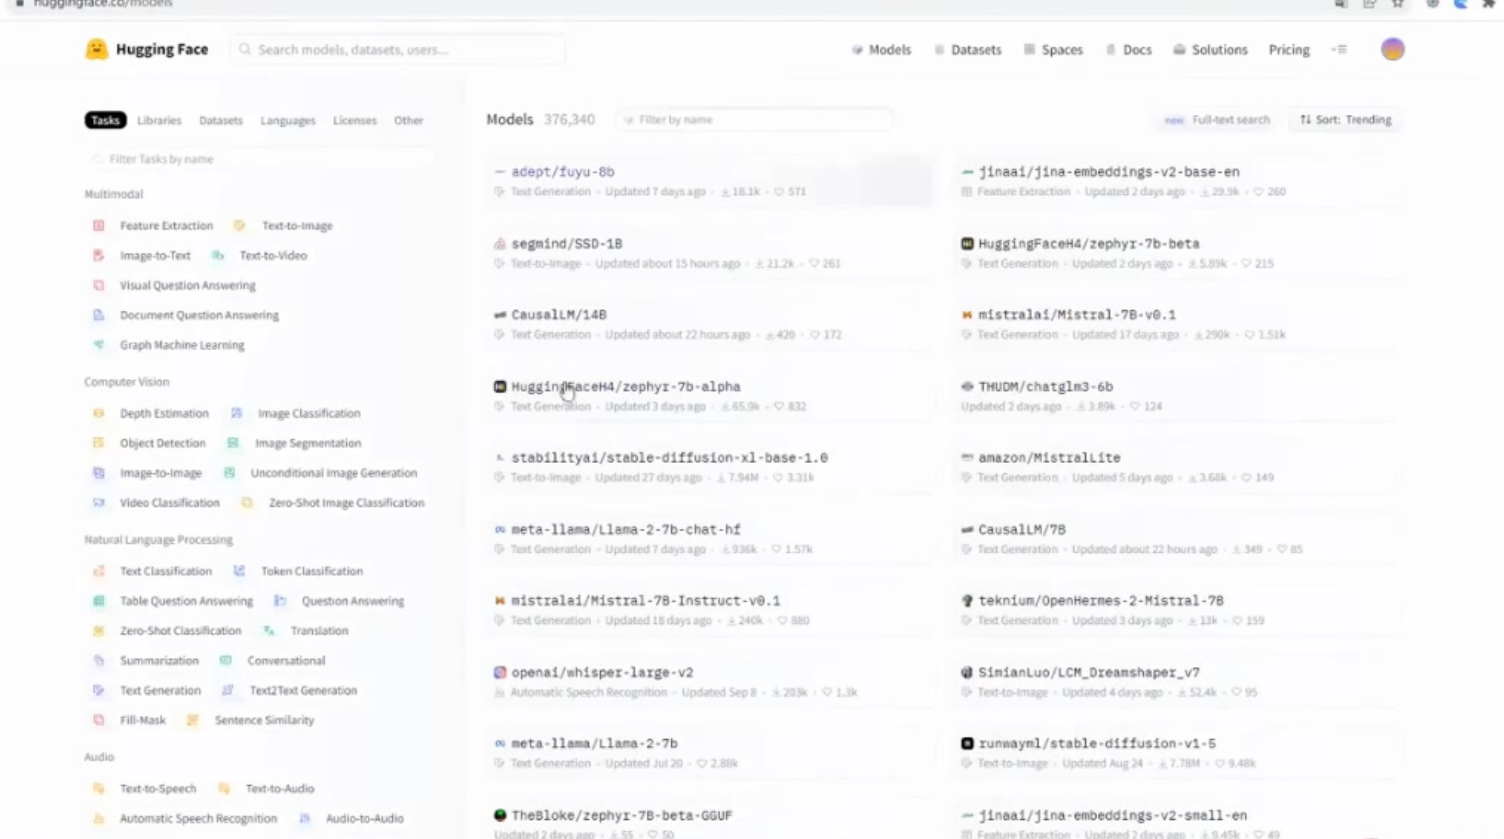 huggingface.co/models
Hugging Face
Search models, datasets, users...
Models
Datasets
Spaces
Docs
Solutions
Pricing
Tasks
Libraries
Datasets
Languages
Licenses
Other
Filter Tasks by name
Multimodal
Feature Extraction
Text-to-Image
Image-to-Text
Text-to-Video
Visual Question Answering
Document Question Answering
Graph Machine Learning
Computer Vision
Depth Estimation
Image Classification
Object Detection
Image Segmentation
Image-to-Image
Unconditional Image Generation
Video Classification
Zero-Shot Image Classification
Natural Language Processing
Text Classification
Token Classification
Table Question Answering
Question Answering
Zero-Shot Classification
Translation
Summarization
Conversational
Text Generation
Text2Text Generation
Fill-Mask
Sentence Similarity
Audio
Text-to-Speech
Text-to-Audio
Automatic Speech Recognition
Audio-to-Audio
Models 376,340
Filter by name
new Full-text search
Sort: Trending
adept/fuyu-8b
Text Generation • Updated 7 days ago • 18.1k • 571
jinaai/jina-embeddings-v2-base-en
Feature Extraction • Updated 2 days ago • 29.9k • 260
segmind/SSD-1B
Text-to-Image • Updated about 15 hours ago • 21.2k • 261
HuggingFaceH4/zephyr-7b-beta
Text Generation • Updated 2 days ago • 5.89k • 215
CausalLM/14B
Text Generation • Updated about 22 hours ago • 420 • 172
mistralai/Mistral-7B-v0.1
Text Generation • Updated 17 days ago • 290k • 1.51k
HuggingFaceH4/zephyr-7b-alpha
Text Generation • Updated 3 days ago • 65.9k • 832
THUDM/chatglm3-6b
Updated 2 days ago • 3.89k • 124
stabilityai/stable-diffusion-xl-base-1.0
Text-to-Image • Updated 27 days ago • 7.94M • 3.31k
amazon/MistralLite
Text Generation • Updated 5 days ago • 3.68k • 149
meta-llama/Llama-2-7b-chat-hf
Text Generation • Updated 7 days ago • 936k • 1.57k
CausalLM/7B
Text Generation • Updated about 22 hours ago • 349 • 85
mistralai/Mistral-7B-Instruct-v0.1
Text Generation • Updated 18 days ago • 240k • 880
teknium/OpenHermes-2-Mistral-7B
Text Generation • Updated 3 days ago • 13k • 159
openai/whisper-large-v2
Automatic Speech Recognition • Updated Sep 8 • 203k • 1.3k
SimianLuo/LCM_Dreamshaper_v7
Text-to-Image • Updated 4 days ago • 52.4k • 95
meta-llama/Llama-2-7b
Text Generation • Updated Jul 20 • 2.88k
runwayml/stable-diffusion-v1-5
Text-to-Image • Updated Aug 24 • 7.78M • 9.48k
TheBloke/zephyr-7B-beta-GGUF
Updated 2 days ago • 55 • 50
jinaai/jina-embeddings-v2-small-en
Feature Extraction • Updated 2 days ago • 9.45k • 49